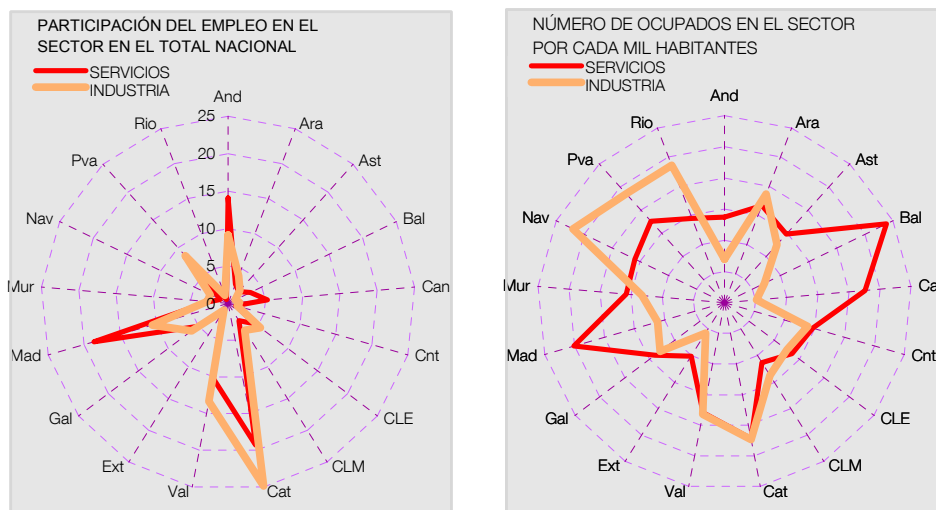 PARTICIPACIÓN DEL EMPLEO EN EL
SECTOR EN EL TOTAL NACIONAL
SERVICIOS
INDUSTRIA
And
Ara
Ast
Bal
Can
Cnt
CLE
CLM
Cat
Val
Ext
Gal
Mad
Mur
Nav
Pva
Rio
25
20
15
10
5
0
NÚMERO DE OCUPADOS EN EL SECTOR
POR CADA MIL HABITANTES
SERVICIOS
INDUSTRIA
And
Ara
Ast
Bal
Ca
Cnt
CLE
CLM
Cat
Val
Ext
Gal
Mad
Mur
Nav
Pva
Rio